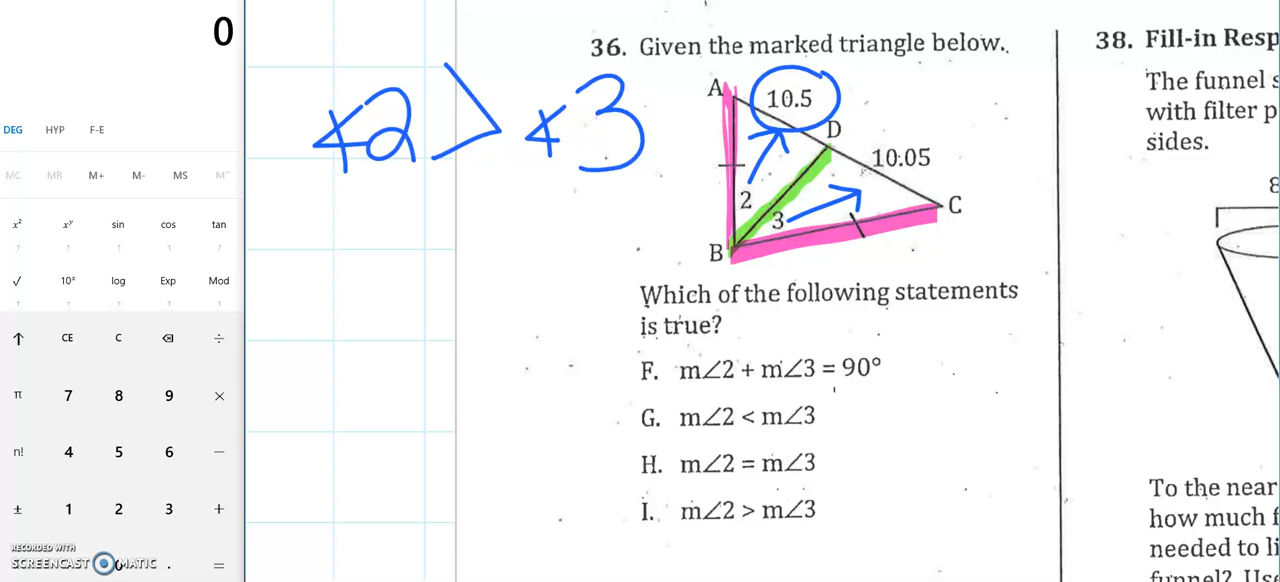 0
DEG HYP F-E
MC MR M+ M- MS M˅
x² xʸ sin cos tan
√ 10ˣ log Exp Mod
↑ CE C ⌫ ÷
π 7 8 9 ×
n! 4 5 6 −
± 1 2 3 +
RECORDED WITH
SCREENCAST MATIC
0 . =
∡2 > ∡3
36. Given the marked triangle below.
A
10.5
D
10.05
2
C
3
B
Which of the following statements
is true?
F. m∠2 + m∠3 = 90°
G. m∠2 < m∠3
H. m∠2 = m∠3
I. m∠2 > m∠3
38. Fill-in Resp
The funnel s
with filter p
sides.
8
To the near
how much f
needed to li
funnel? Use